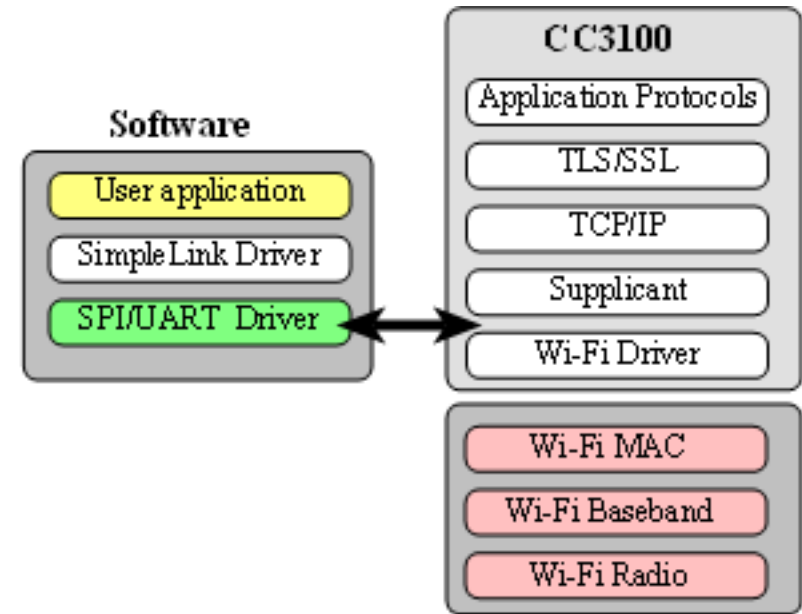 Software
User application
SimpleLink Driver
SPI/UART Driver
CC3100
Application Protocols
TLS/SSL
TCP/IP
Supplicant
Wi-Fi Driver
Wi-Fi MAC
Wi-Fi Baseband
Wi-Fi Radio